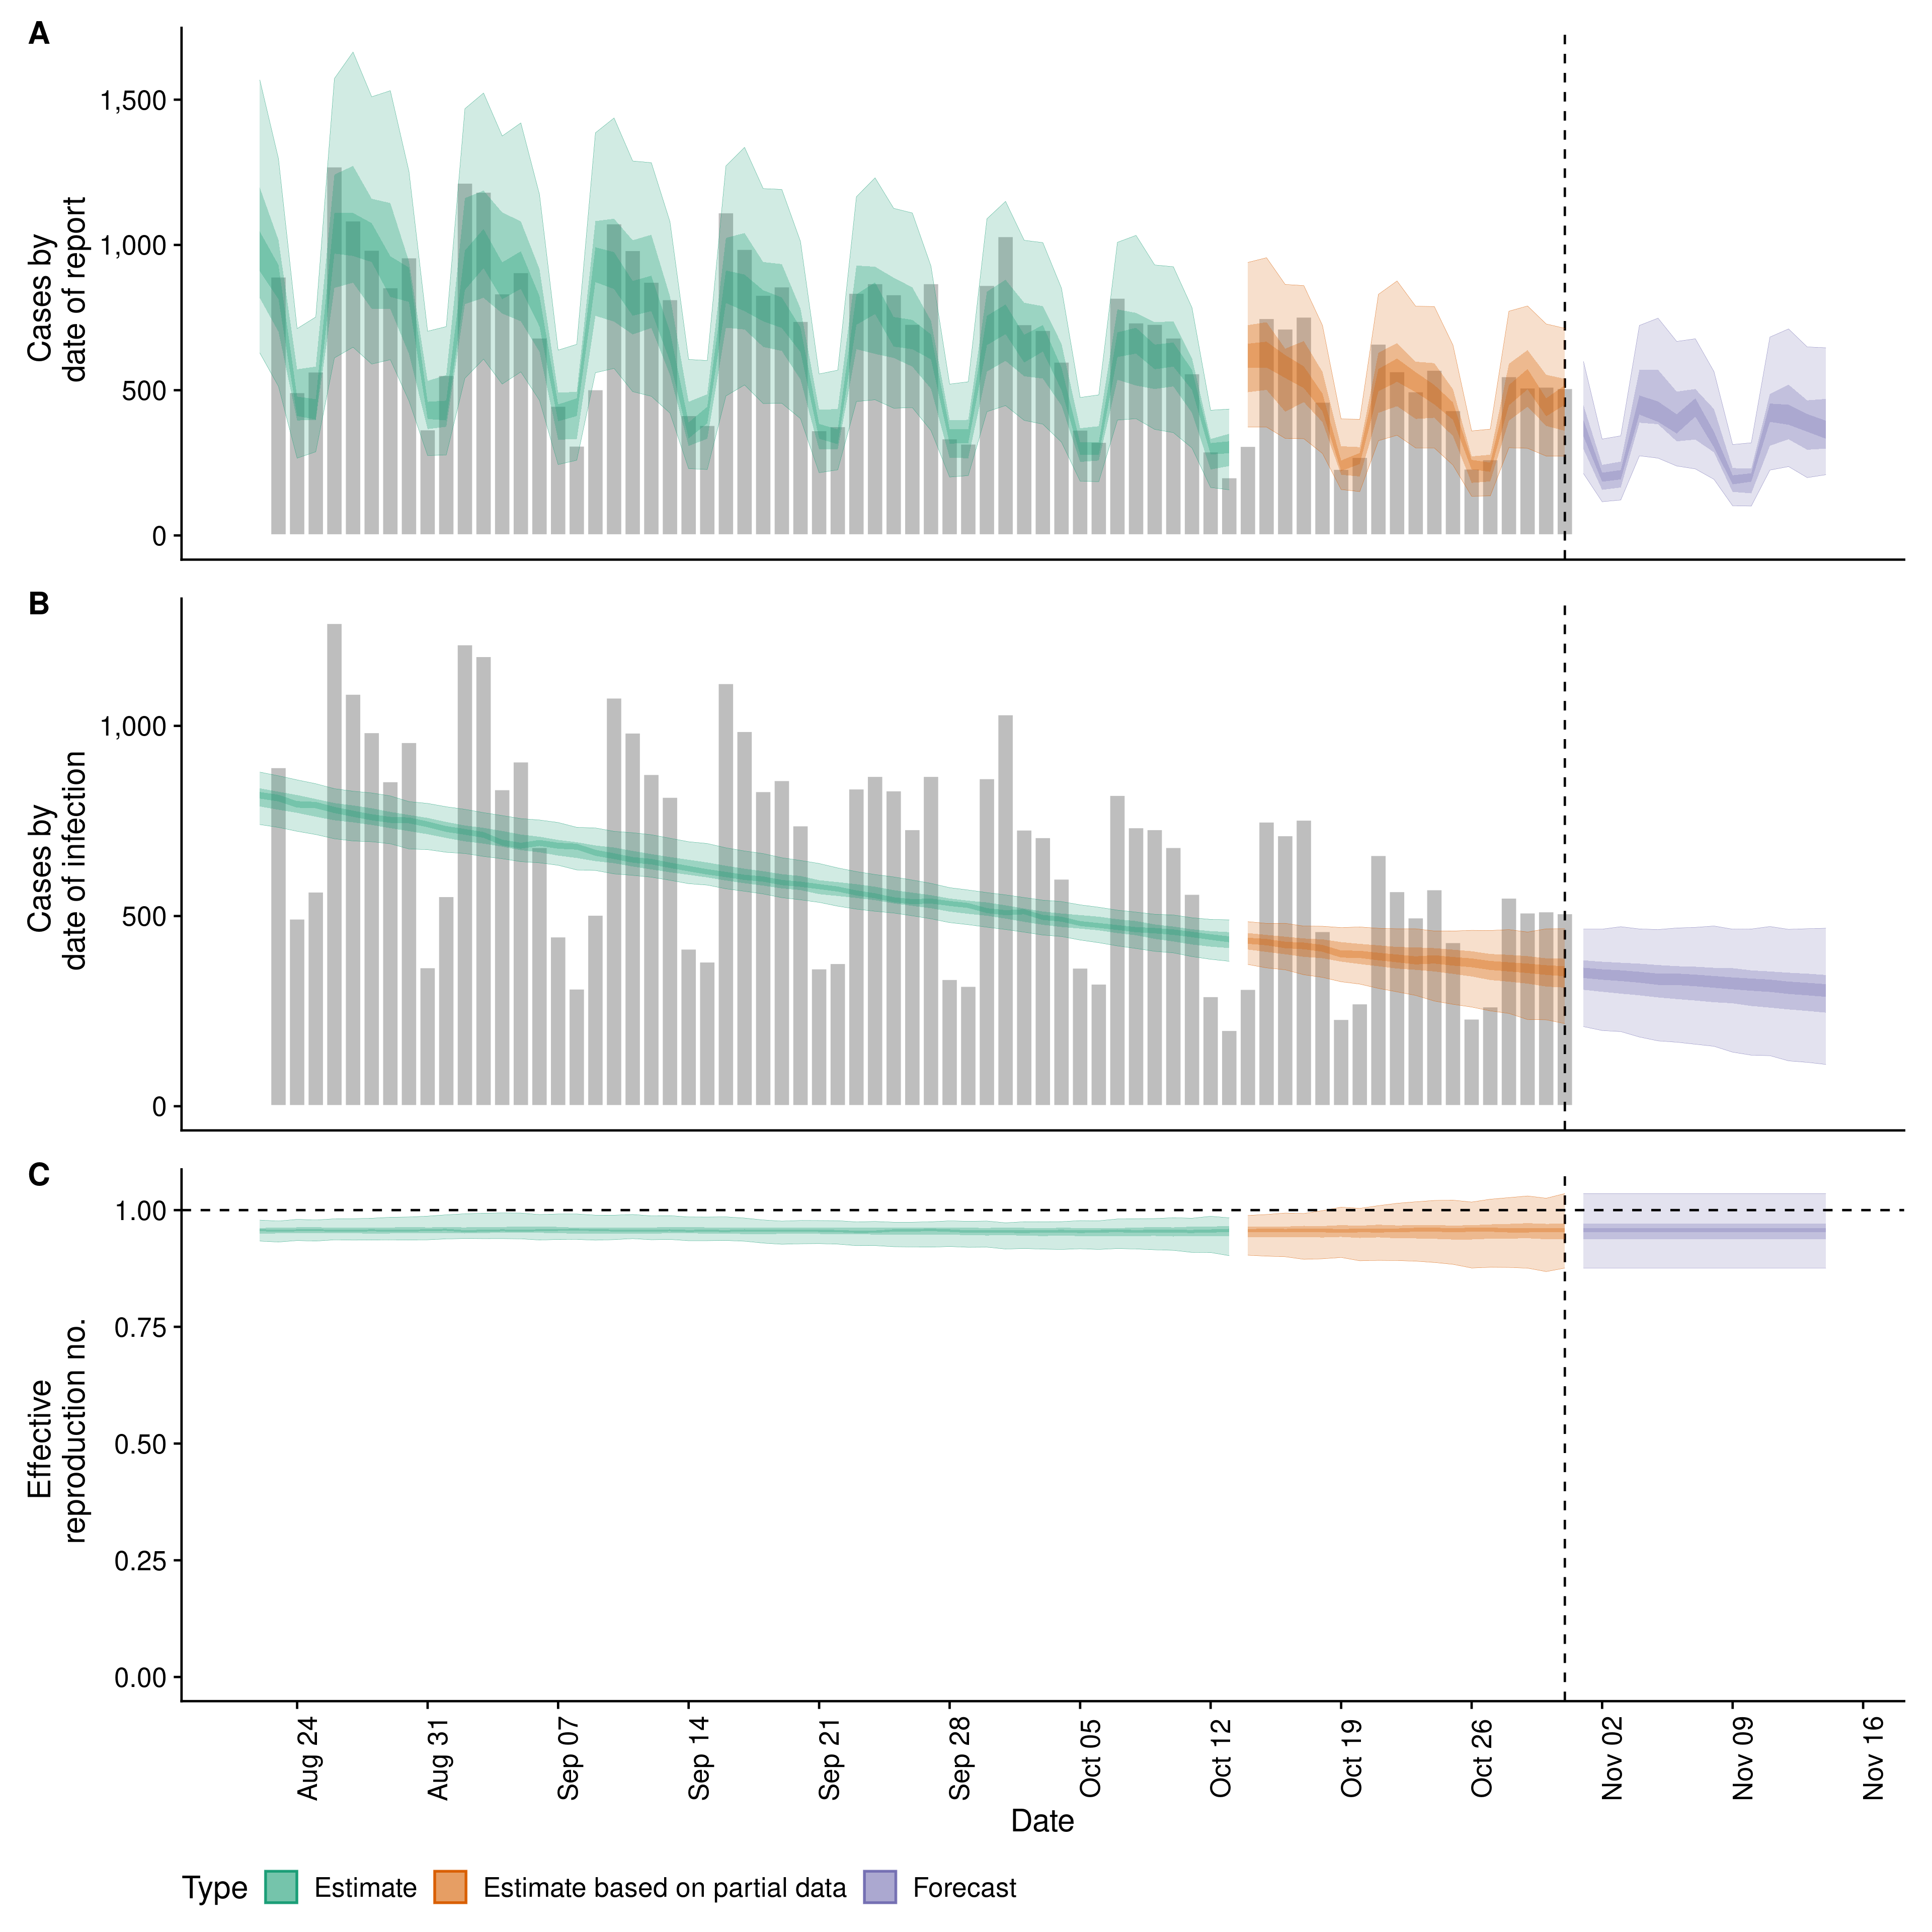 A
Cases by
date of report
1,500
1,000
500
0
B
Cases by
date of infection
1,000
500
0
C
Effective
reproduction no.
1.00
0.75
0.50
0.25
0.00
Aug 24
Aug 31
Sep 07
Sep 14
Sep 21
Sep 28
Oct 05
Oct 12
Oct 19
Oct 26
Nov 02
Nov 09
Nov 16
Date
Type Estimate Estimate based on partial data Forecast